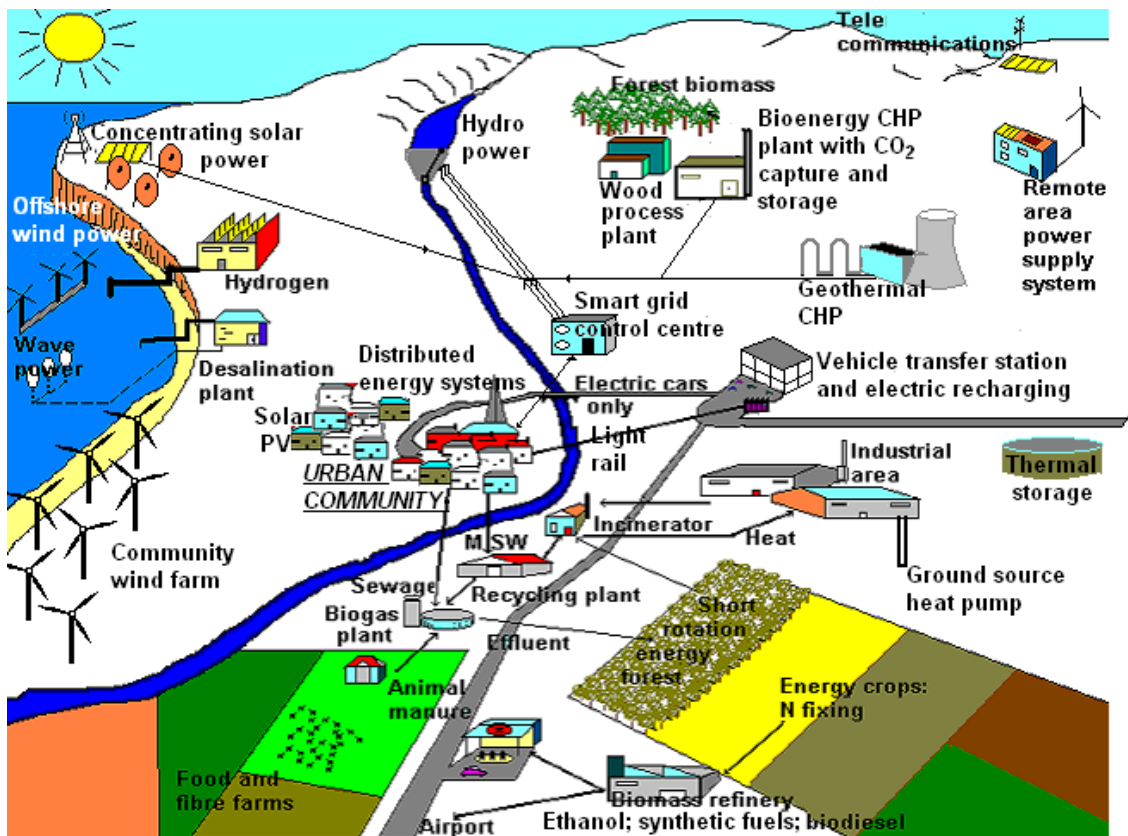 Tele
communications
Forest biomass
Concentrating solar
power
Hydro
power
Bioenergy CHP
plant with CO₂
capture and
storage
Wood
process
plant
Remote
area
power
supply
system
Offshore
wind power
Hydrogen
Geothermal
CHP
Smart grid
control centre
Wave
power
Desalination
plant
Distributed
energy systems
Vehicle transfer station
and electric recharging
Electric cars
only
Solar
PV
Light
rail
URBAN
COMMUNITY
Industrial
area
Thermal
storage
Incinerator
Heat
MSW
Community
wind farm
Ground source
heat pump
Sewage
Recycling plant
Biogas
plant
Effluent
Short
rotation
energy
forest
Animal
manure
Energy crops:
N fixing
Food and
fibre farms
Biomass refinery
Ethanol; synthetic fuels; biodiesel
Airport